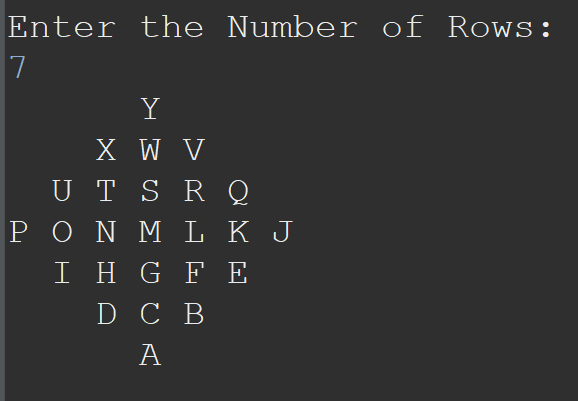 Enter the Number of Rows:
7
Y
X W V
U T S R Q
P O N M L K J
I H G F E
D C B
A